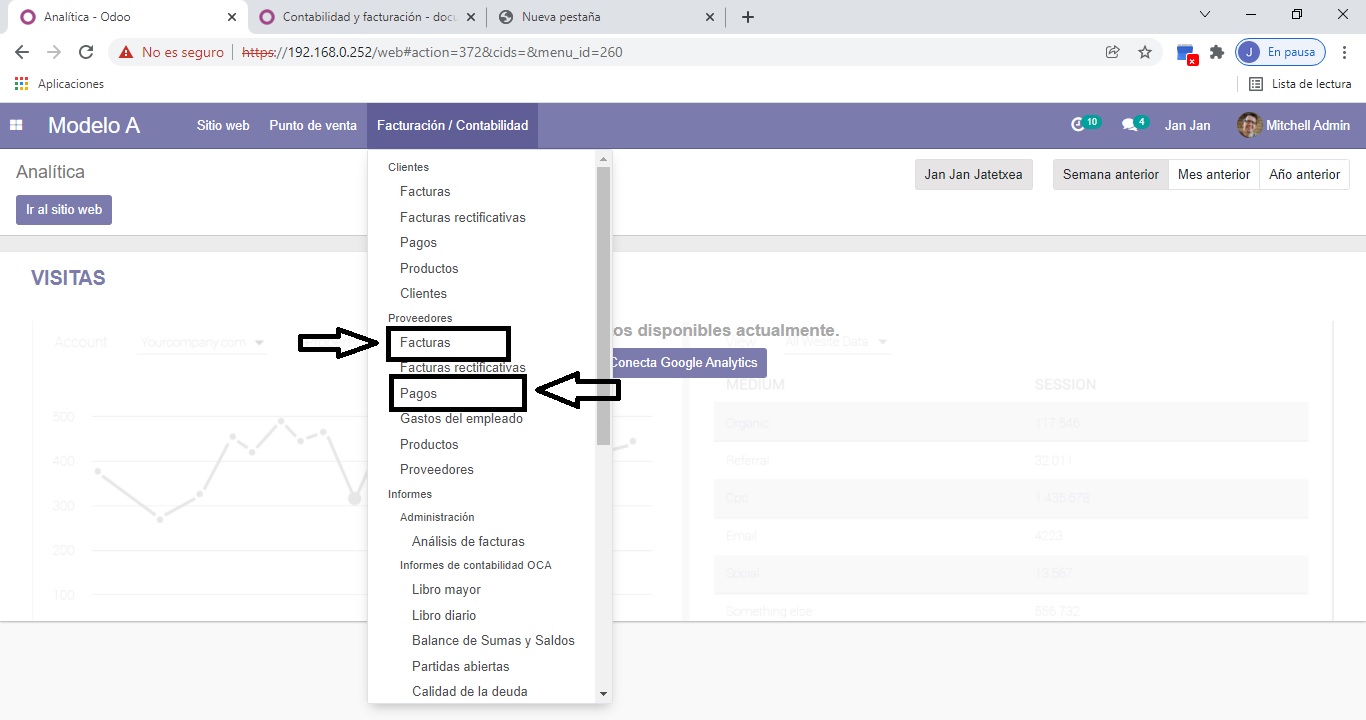 Analítica - Odoo
Contabilidad y facturación - docu
Nueva pestaña
No es seguro
https://192.168.0.252/web#action=372&cids=&menu_id=260
J
En pausa
Aplicaciones
Lista de lectura
Modelo A
Sitio web
Punto de venta
Facturación / Contabilidad
10
4
Jan Jan
Mitchell Admin
Analítica
Ir al sitio web
Jan Jan Jatetxea
Semana anterior
Mes anterior
Año anterior
Clientes
Facturas
Facturas rectificativas
Pagos
Productos
Clientes
Proveedores
Facturas
Facturas rectificativas
Pagos
Gastos del empleado
Productos
Proveedores
Informes
Administración
Análisis de facturas
Informes de contabilidad OCA
Libro mayor
Libro diario
Balance de Sumas y Saldos
Partidas abiertas
Calidad de la deuda
VISITAS
Account
Yourcompany.com
500
400
300
200
100
os disponibles actualmente.
Conecta Google Analytics
View
All Wesite Data
MEDIUM
SESSION
Organic
117.546
Referral
32.011
Cpc
1.435.678
Email
4223
Social
13.567
Something else
556.732